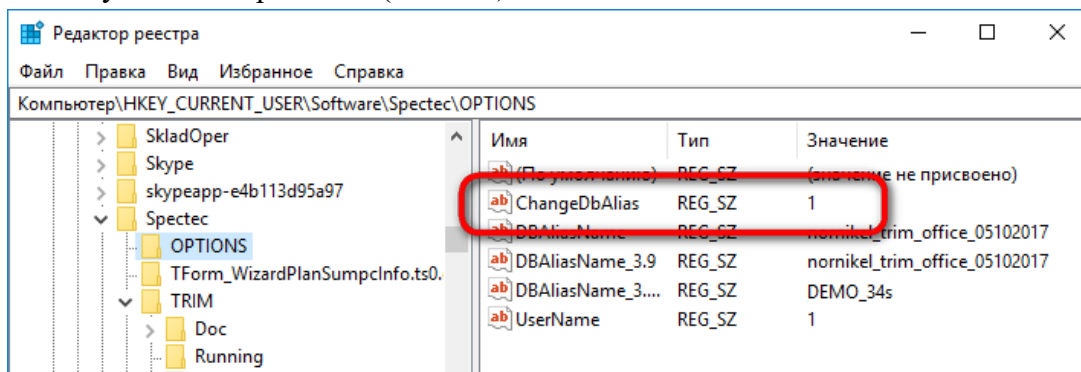 Редактор реестра
Файл Правка Вид Избранное Справка
Компьютер\HKEY_CURRENT_USER\Software\Spectec\OPTIONS
SkladOper
Skype
skypeapp-e4b113d95a97
Spectec
OPTIONS
TForm_WizardPlanSumpcInfo.ts0.
TRIM
Doc
Running
Имя Тип Значение
(По умолчанию) REG_SZ (значение не присвоено)
ChangeDbAlias REG_SZ 1
DBAliasName REG_SZ nornikel_trim_office_05102017
DBAliasName_3.9 REG_SZ nornikel_trim_office_05102017
DBAliasName_3.... REG_SZ DEMO_34s
UserName REG_SZ 1